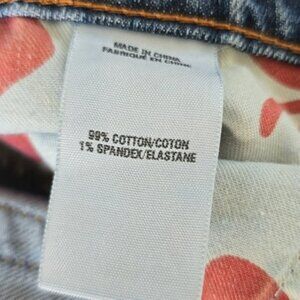 MADE IN CHINA
FABRIQUÉ EN CHINE
99% COTTON/COTON
1% SPANDEX/ELASTANE